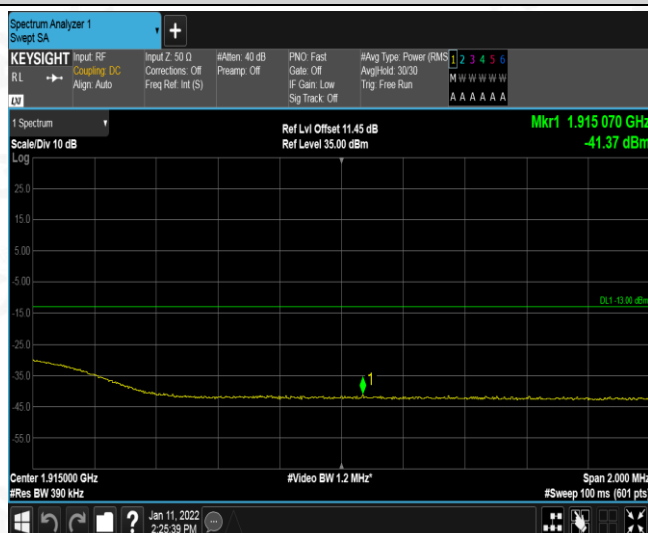 Spectrum Analyzer 1
Swept SA
KEYSIGHT
RL
Input: RF
Coupling: DC
Align: Auto
Input Z: 50 Ω
Corrections: Off
Freq Ref: Int (S)
#Atten: 40 dB
Preamp: Off
PNO: Fast
Gate: Off
IF Gain: Low
Sig Track: Off
#Avg Type: Power (RMS
Avg|Hold: 30/30
Trig: Free Run
1 2 3 4 5 6
M W W W W W
A A A A A A
LXI
1 Spectrum
Scale/Div 10 dB
Log
Ref Lvl Offset 11.45 dB
Ref Level 35.00 dBm
Mkr1 1.915 070 GHz
-41.37 dBm
25.0
15.0
5.00
-5.00
DL1 -13.00 dBm
-15.0
-25.0
-35.0
1
-45.0
-55.0
Center 1.915000 GHz
#Res BW 390 kHz
#Video BW 1.2 MHz*
Span 2.000 MHz
#Sweep 100 ms (601 pts)
?
Jan 11, 2022
2:25:39 PM